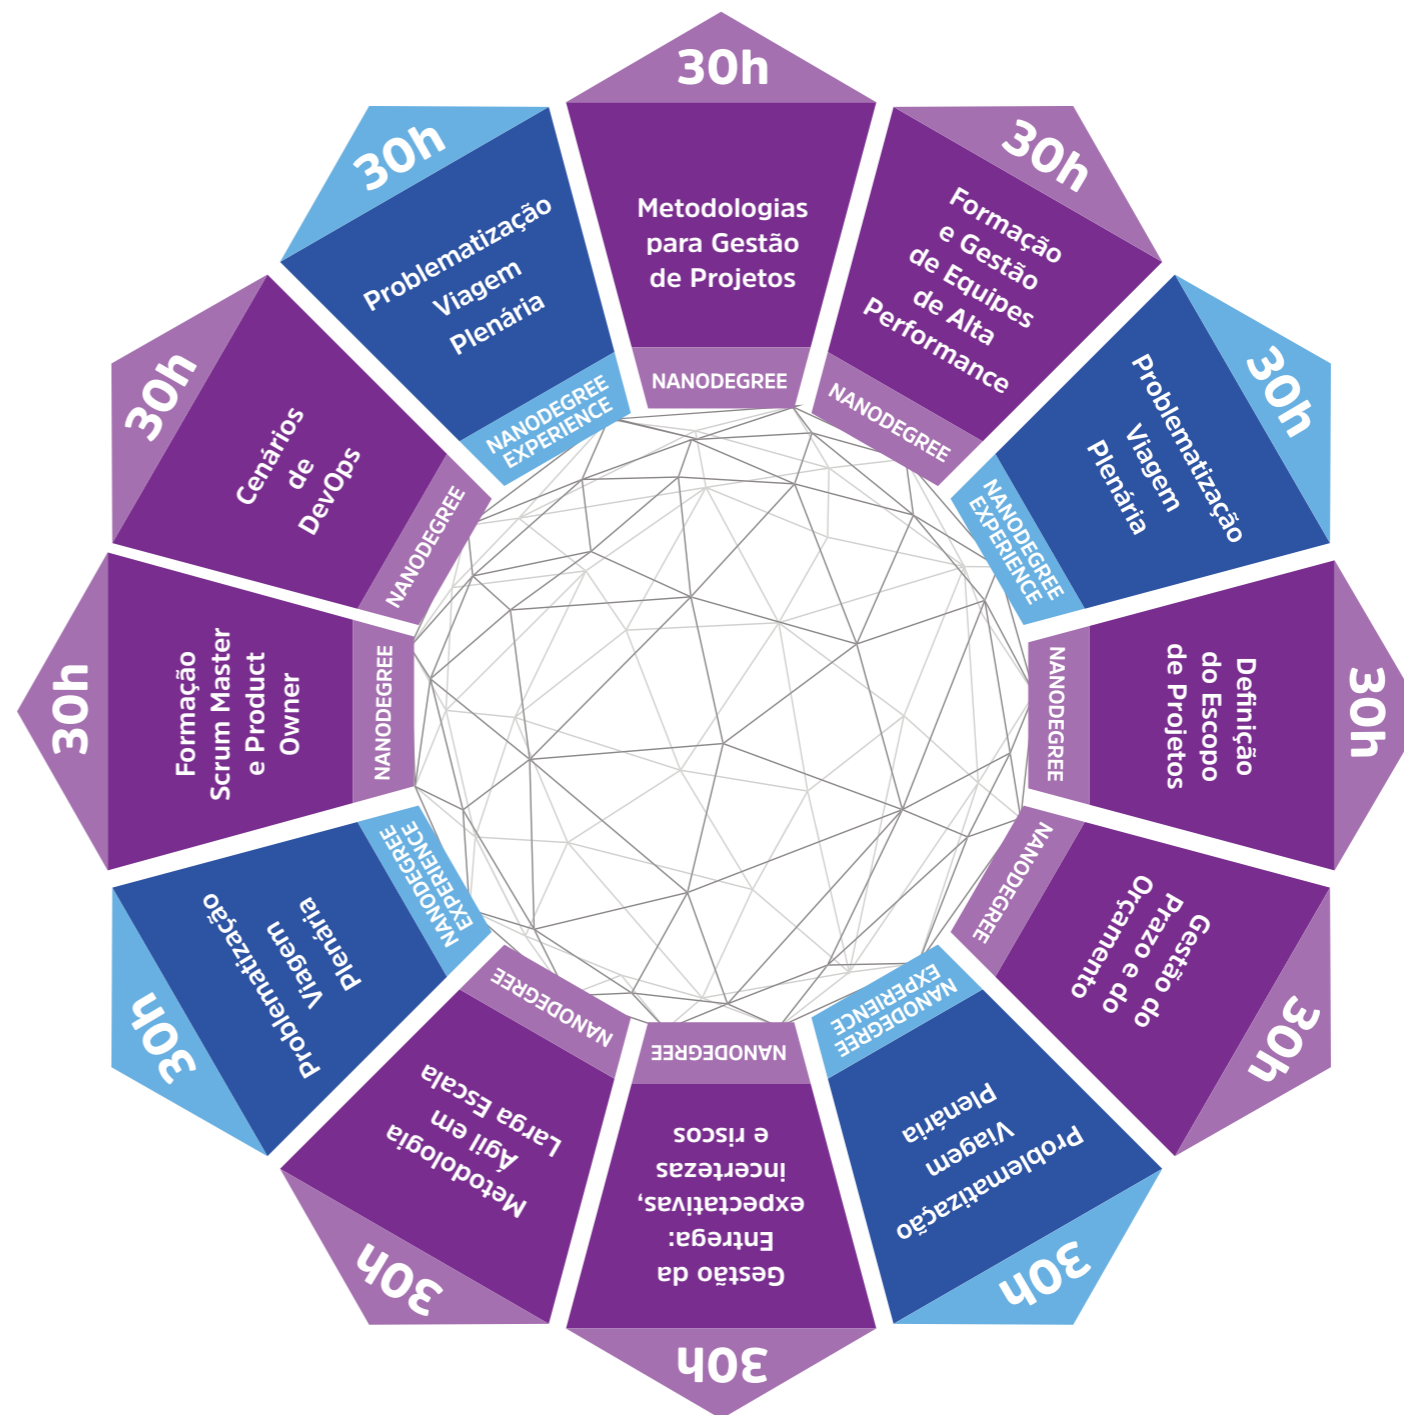 30h
Metodologias
para Gestão
de Projetos
NANODEGREE
30h
Formação
e Gestão
de Equipes
de Alta
Performance
NANODEGREE
30h
Problematização
Viagem
Plenária
NANODEGREE
EXPERIENCE
30h
Definição
do Escopo
de Projetos
NANODEGREE
30h
Gestão do
Prazo e do
Orçamento
NANODEGREE
30h
Problematização
Viagem
Plenária
NANODEGREE
EXPERIENCE
30h
Gestão da
Entrega:
expectativas,
incertezas
e riscos
NANODEGREE
30h
Metodologia
Ágil em
Larga Escala
NANODEGREE
30h
Problematização
Viagem
Plenária
NANODEGREE
EXPERIENCE
30h
Formação
Scrum Master
e Product
Owner
NANODEGREE
30h
Cenários
de
DevOps
NANODEGREE
30h
Problematização
Viagem
Plenária
NANODEGREE
EXPERIENCE